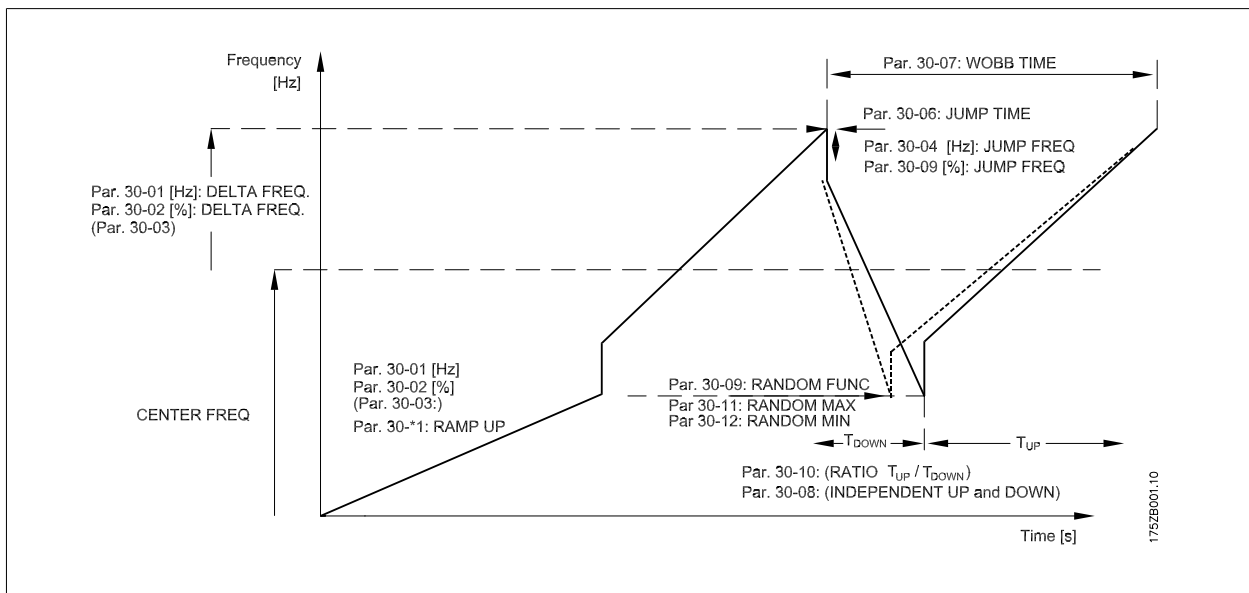 Frequency
[Hz]
Par. 30-07: WOBB TIME
Par. 30-06: JUMP TIME
Par. 30-04 [Hz]: JUMP FREQ
Par. 30-09 [%]: JUMP FREQ
Par. 30-01 [Hz]: DELTA FREQ.
Par. 30-02 [%]: DELTA FREQ.
(Par. 30-03)
Par. 30-01 [Hz]
Par. 30-02 [%]
(Par. 30-03:)
Par. 30-*1: RAMP UP
CENTER FREQ
Par. 30-09: RANDOM FUNC
Par 30-11: RANDOM MAX
Par 30-12: RANDOM MIN
TDOWN
TUP
Par. 30-10: (RATIO TUP / TDOWN)
Par. 30-08: (INDEPENDENT UP and DOWN)
Time [s]
175ZB001.10